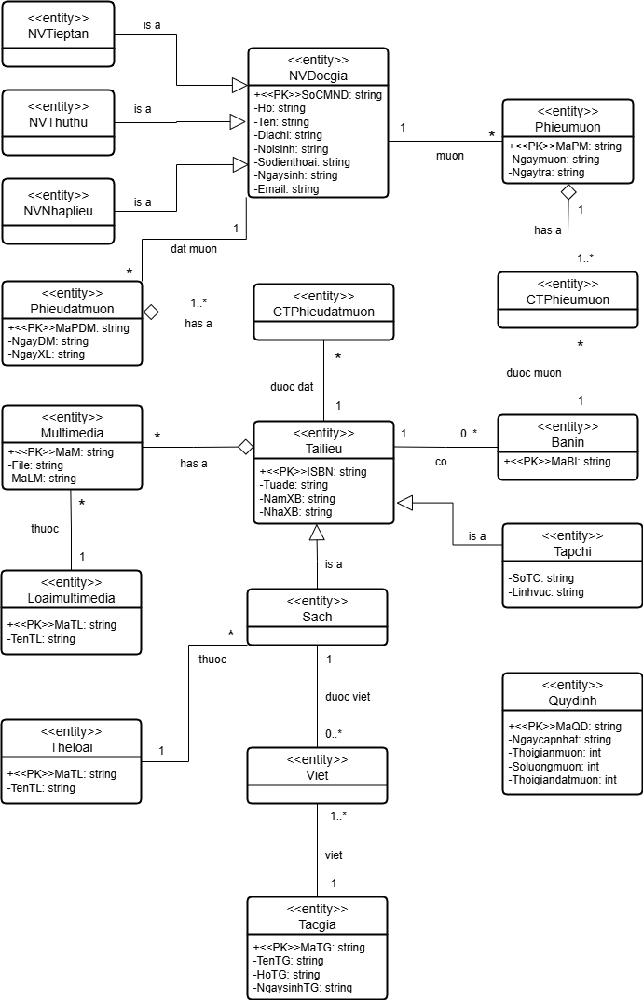 <<entity>>
NVTieptan
is a
<<entity>>
NVThuthu
is a
<<entity>>
NVNhaplieu
is a
<<entity>>
NVDocgia
+<<PK>>SoCMND: string
-Ho: string
-Ten: string
-Diachi: string
-Noisinh: string
-Sodienthoai: string
-Ngaysinh: string
-Email: string
1
*
muon
<<entity>>
Phieumuon
+<<PK>>MaPM: string
-Ngaymuon: string
-Ngaytra: string
1
has a
1..*
1
dat muon
*
<<entity>>
Phieudatmuon
+<<PK>>MaPDM: string
-NgayDM: string
-NgayXL: string
1..*
has a
<<entity>>
CTPhieudatmuon
<<entity>>
CTPhieumuon
*
duoc dat
1
*
duoc muon
1
<<entity>>
Multimedia
+<<PK>>MaM: string
-File: string
-MaLM: string
*
has a
<<entity>>
Tailieu
+<<PK>>ISBN: string
-Tuade: string
-NamXB: string
-NhaXB: string
1
0..*
co
<<entity>>
Banin
+<<PK>>MaBI: string
*
thuoc
1
is a
is a
<<entity>>
Tapchi
-SoTC: string
-Linhvuc: string
<<entity>>
Loaimultimedia
+<<PK>>MaTL: string
-TenTL: string
<<entity>>
Sach
*
thuoc
1
1
duoc viet
0..*
<<entity>>
Quydinh
+<<PK>>MaQD: string
-Ngaycapnhat: string
-Thoigianmuon: int
-Soluongmuon: int
-Thoigiandatmuon: int
<<entity>>
Theloai
+<<PK>>MaTL: string
-TenTL: string
<<entity>>
Viet
1..*
viet
1
<<entity>>
Tacgia
+<<PK>>MaTG: string
-TenTG: string
-HoTG: string
-NgaysinhTG: string